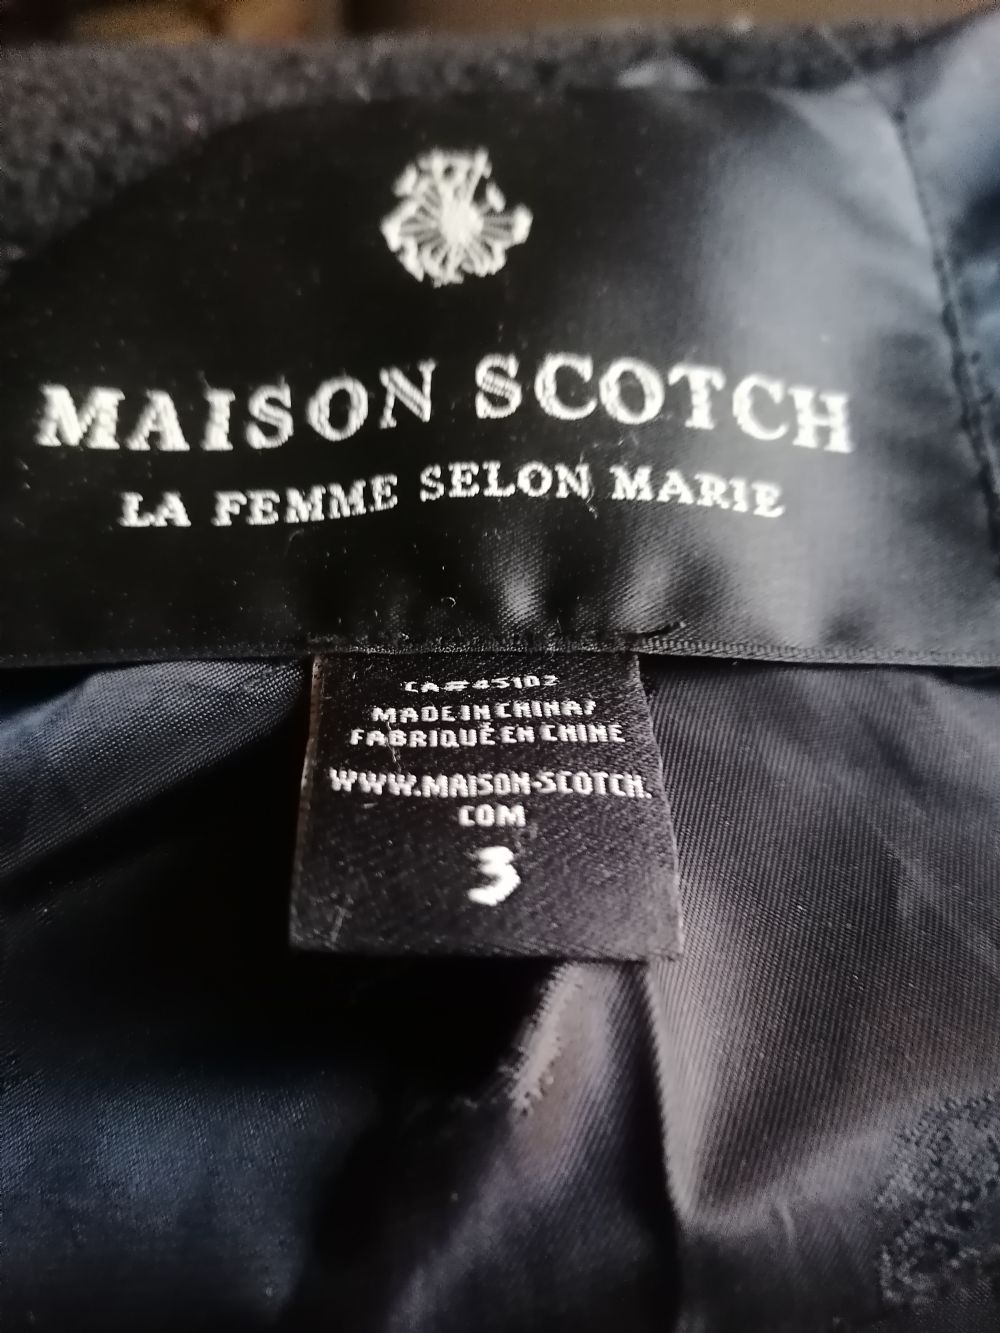 MAISON SCOTCH
LA FEMME SELON MARIE
CA#45102
MADE IN CHINA/
FABRIQUÉ EN CHINE
WWW.MAISON-SCOTCH.
COM
3